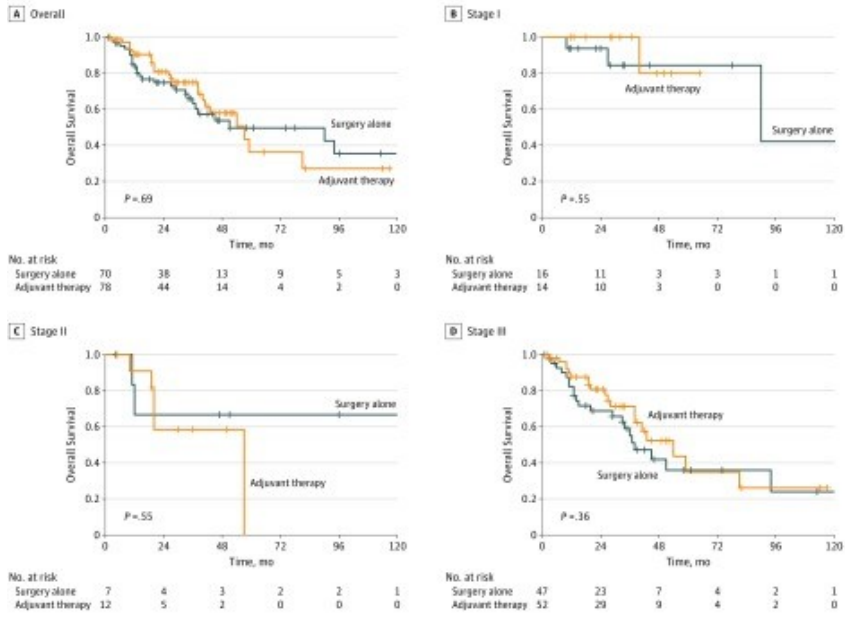 A Overall
1.0
0.8
0.6
0.4
0.2
0
Overall Survival
Surgery alone
Adjuvant therapy
P =.69
0 24 48 72 96 120
Time, mo
No. at risk
Surgery alone 70 38 13 9 5 3
Adjuvant therapy 78 44 14 4 2 0
B Stage I
1.0
0.8
0.6
0.4
0.2
0
Overall Survival
Adjuvant therapy
Surgery alone
P =.55
0 24 48 72 96 120
Time, mo
No. at risk
Surgery alone 16 11 3 3 1 1
Adjuvant therapy 14 10 3 0 0 0
C Stage II
1.0
0.8
0.6
0.4
0.2
0
Overall Survival
Surgery alone
Adjuvant therapy
P =.55
0 24 48 72 96 120
Time, mo
No. at risk
Surgery alone 7 4 3 2 2 1
Adjuvant therapy 12 5 2 0 0 0
D Stage III
1.0
0.8
0.6
0.4
0.2
0
Overall Survival
Adjuvant therapy
Surgery alone
P =.36
0 24 48 72 96 120
Time, mo
No. at risk
Surgery alone 47 23 7 4 2 1
Adjuvant therapy 52 29 9 4 2 0